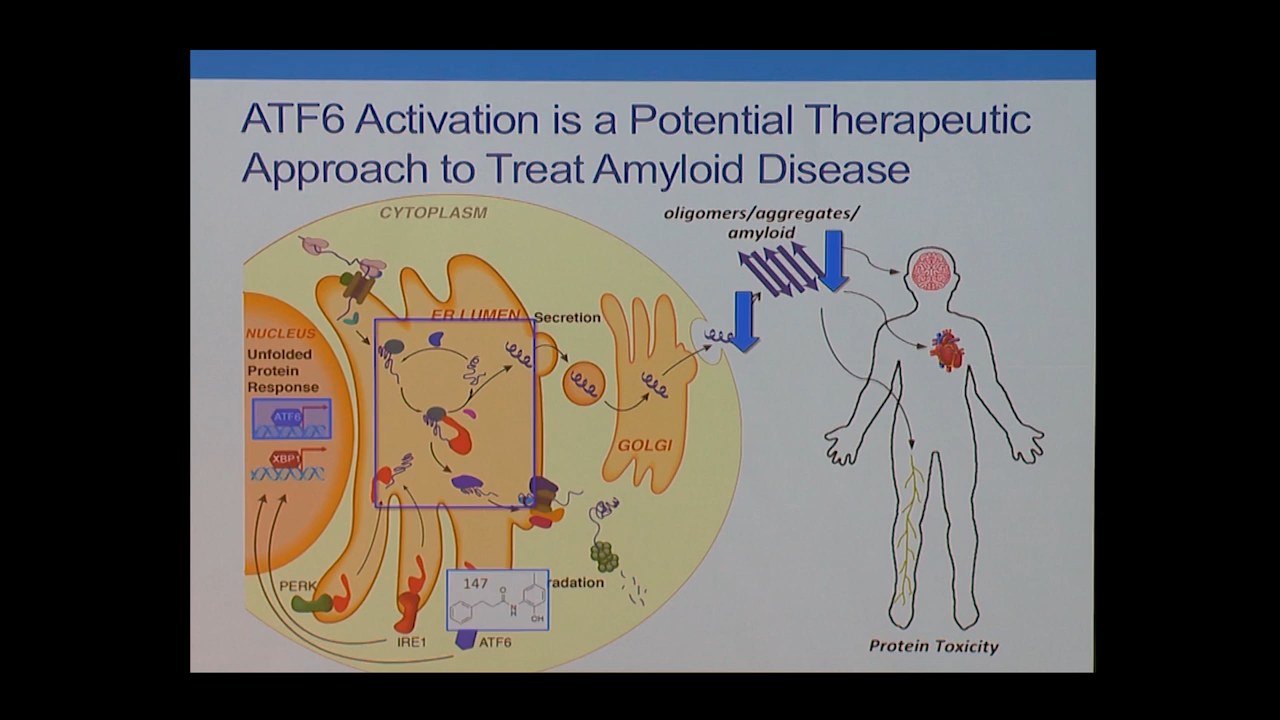 ATF6 Activation is a Potential Therapeutic
Approach to Treat Amyloid Disease
CYTOPLASM
oligomers/aggregates/
amyloid
ER LUMEN
Secretion
NUCLEUS
Unfolded
Protein
Response
ATF6
XBP1
GOLGI
PERK
147
radation
O
N
H
OH
IRE1
ATF6
Protein Toxicity